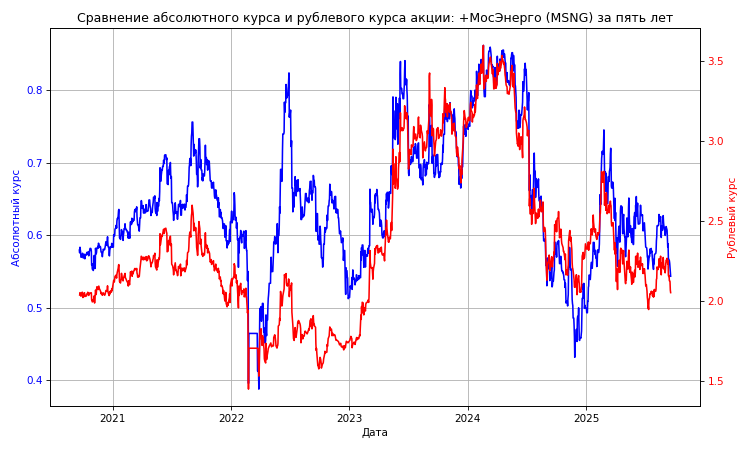 Сравнение абсолютного курса и рублевого курса акции: +МосЭнерго (MSNG) за пять лет
0.8
0.7
0.6
0.5
0.4
Абсолютный курс
3.5
3.0
2.5
2.0
1.5
Рублевый курс
2021 2022 2023 2024 2025
Дата